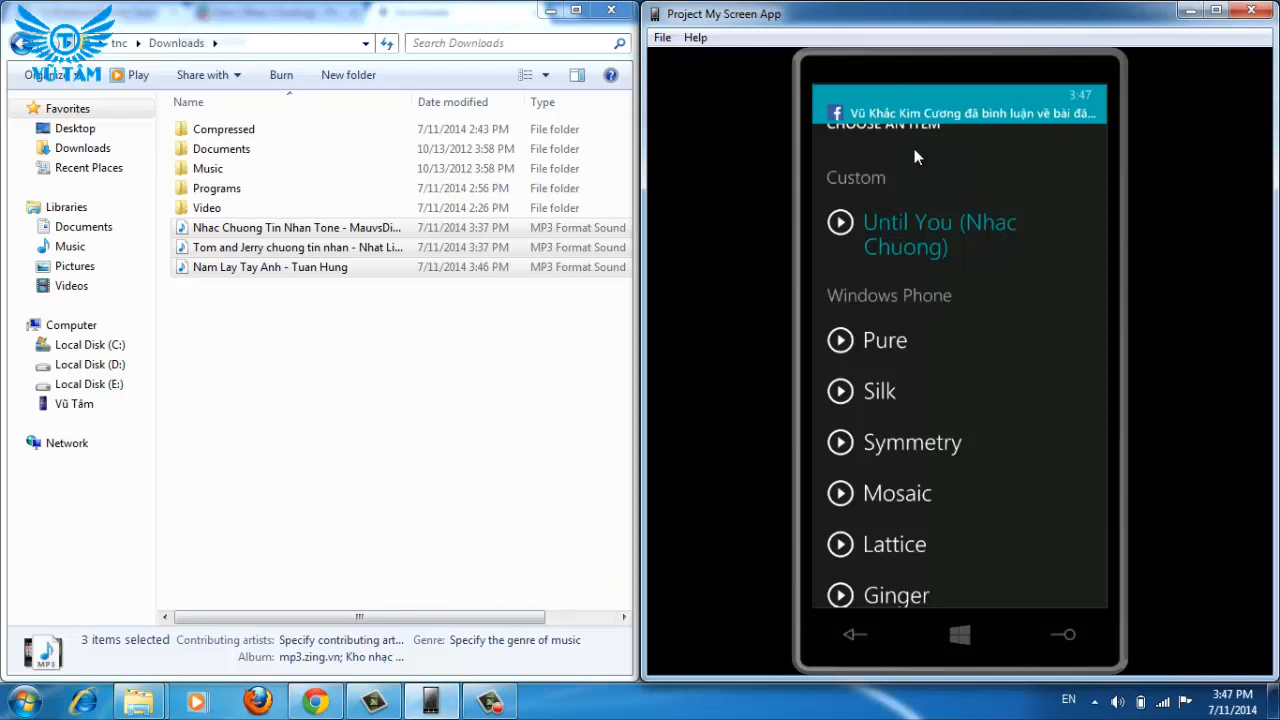 VŨ TÂM
tnc
Downloads
Search Downloads
Play
Share with
Burn
New folder
Favorites
Desktop
Downloads
Recent Places
Libraries
Documents
Music
Pictures
Videos
Computer
Local Disk (C:)
Local Disk (D:)
Local Disk (E:)
Vũ Tâm
Network
Name
Date modified
Type
Compressed
7/11/2014 2:43 PM
File folder
Documents
10/13/2012 3:58 PM
File folder
Music
10/13/2012 3:58 PM
File folder
Programs
7/11/2014 2:56 PM
File folder
Video
7/11/2014 2:26 PM
File folder
Nhac Chuong Tin Nhan Tone - MauvsDi...
7/11/2014 3:37 PM
MP3 Format Sound
Tom and Jerry chuong tin nhan - Nhat Li...
7/11/2014 3:37 PM
MP3 Format Sound
Nam Lay Tay Anh - Tuan Hung
7/11/2014 3:46 PM
MP3 Format Sound
MP3
3 items selected
Contributing artists: Specify contributing art...
Genre: Specify the genre of music
Album: mp3.zing.vn; Kho nhạc ...
Project My Screen App
File
Help
3:47
Vũ Khắc Kim Cương đã bình luận về bài đă...
CHOOSE AN ITEM
Custom
Until You (Nhac
Chuong)
Windows Phone
Pure
Silk
Symmetry
Mosaic
Lattice
Ginger
EN
3:47 PM
7/11/2014